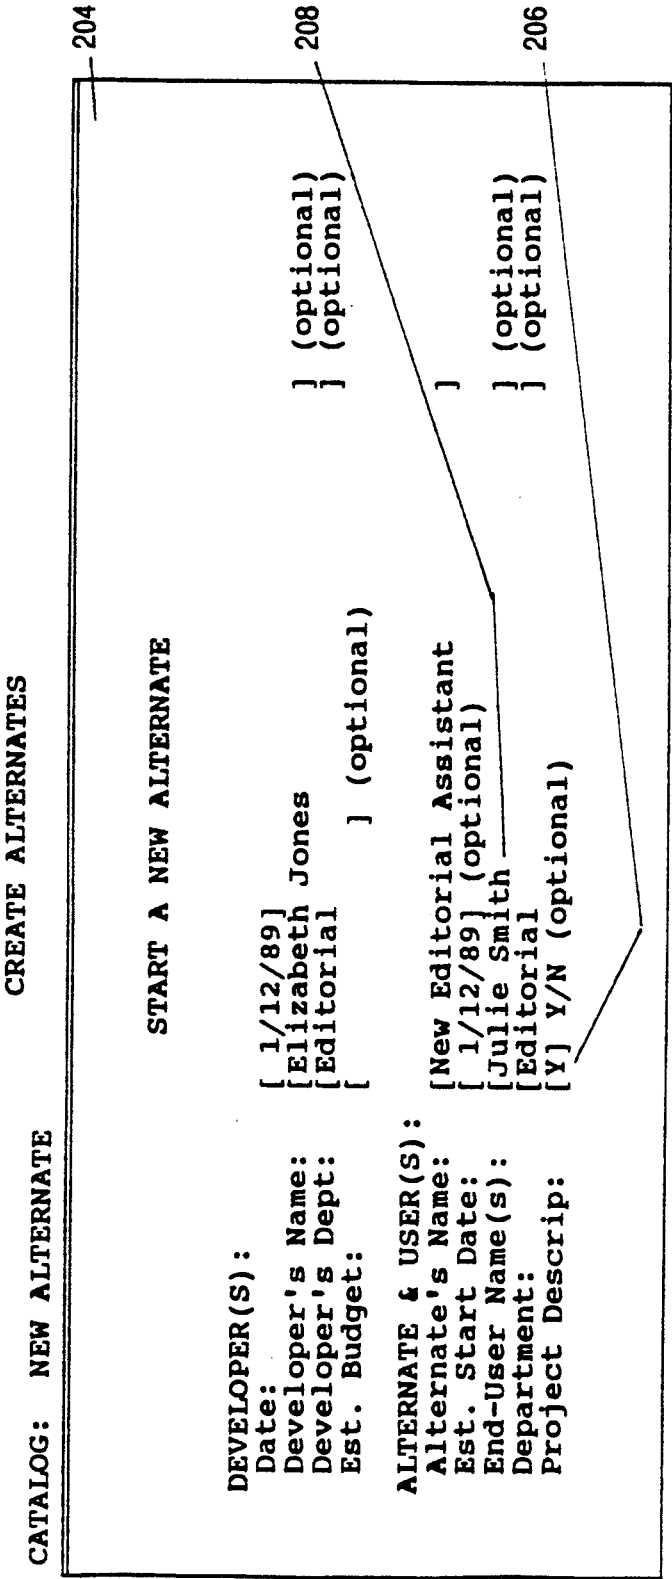 CREATE ALTERNATES
CATALOG: NEW ALTERNATE
204
START A NEW ALTERNATE
DEVELOPER(S):
Date: [ 1/12/89]
Developer's Name: [Elizabeth Jones ] (optional)
Developer's Dept: [Editorial ] (optional)
Est. Budget: [ ] (optional)
208
ALTERNATE & USER(S):
Alternate's Name: [New Editorial Assistant ]
Est. Start Date: [ 1/12/89] (optional)
End-User Name(s): [Julie Smith ] (optional)
Department: [Editorial ] (optional)
Project Descrip: [Y] Y/N (optional)
206